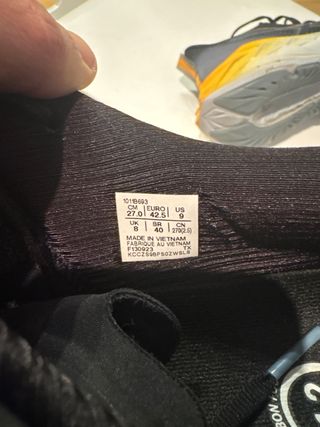 1011B693
CM EURO US
27.0 42.5 9
UK BR CN
8 40 270(2.5)
MADE IN VIETNAM
FABRIQUE AU VIETNAM
F130923 TX